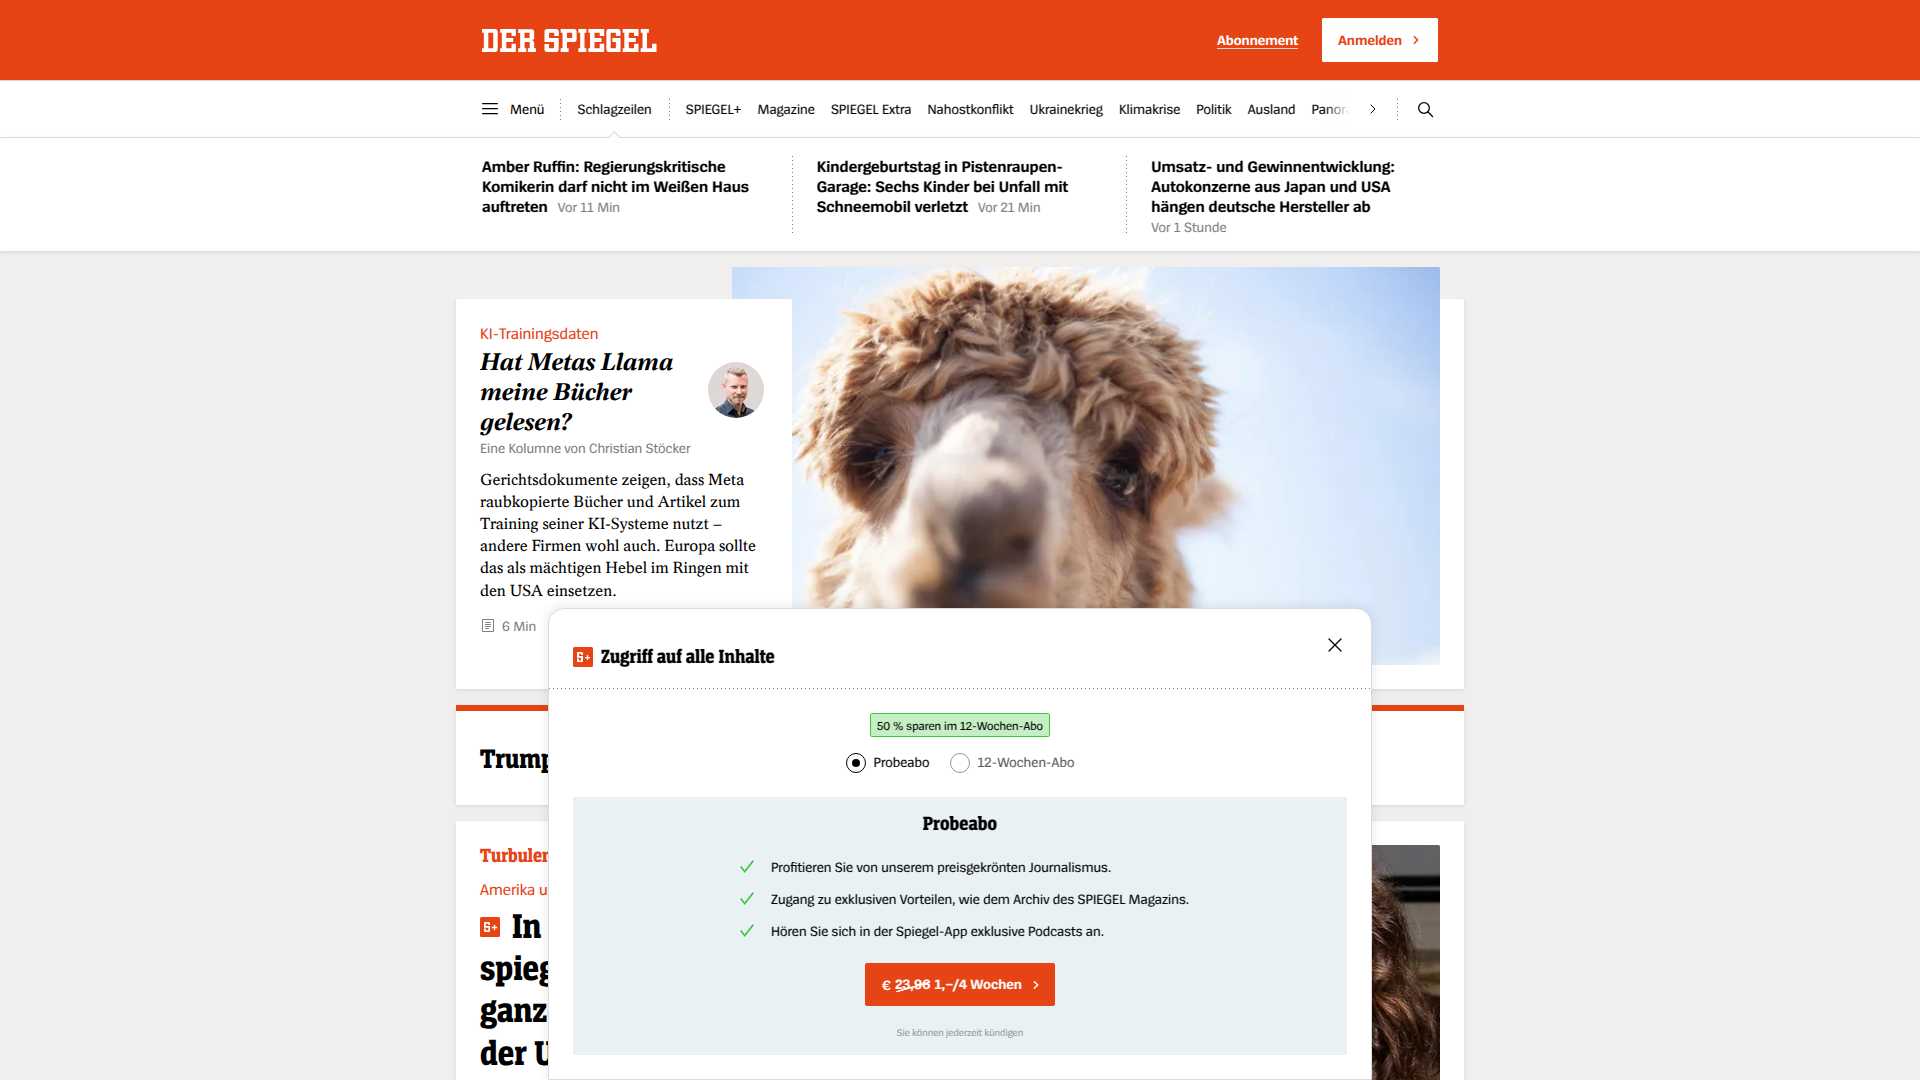 DER SPIEGEL
Abonnement
Anmelden
Menü
Schlagzeilen
SPIEGEL+
Magazine
SPIEGEL Extra
Nahostkonflikt
Ukrainekrieg
Klimakrise
Politik
Ausland
Amber Ruffin: Regierungskritische
Komikerin darf nicht im Weißen Haus
auftreten Vor 11 Min
Kindergeburtstag in Pistenraupen-
Garage: Sechs Kinder bei Unfall mit
Schneemobil verletzt Vor 21 Min
Umsatz- und Gewinnentwicklung:
Autokonzerne aus Japan und USA
hängen deutsche Hersteller ab
Vor 1 Stunde
KI-Trainingsdaten
Hat Metas Llama
meine Bücher
gelesen?
Eine Kolumne von Christian Stöcker
Gerichtsdokumente zeigen, dass Meta
raubkopierte Bücher und Artikel zum
Training seiner KI-Systeme nutzt –
andere Firmen wohl auch. Europa sollte
das als mächtigen Hebel im Ringen mit
den USA einsetzen.
6 Min
Zugriff auf alle Inhalte
50 % sparen im 12-Wochen-Abo
Probeabo
12-Wochen-Abo
Probeabo
Profitieren Sie von unserem preisgekrönten Journalismus.
Zugang zu exklusiven Vorteilen, wie dem Archiv des SPIEGEL Magazins.
Hören Sie sich in der Spiegel-App exklusive Podcasts an.
€ 23,96 1,–/4 Wochen
Sie können jederzeit kündigen
Trump
Turbulen
Amerika u
In
spieg
ganz
der U